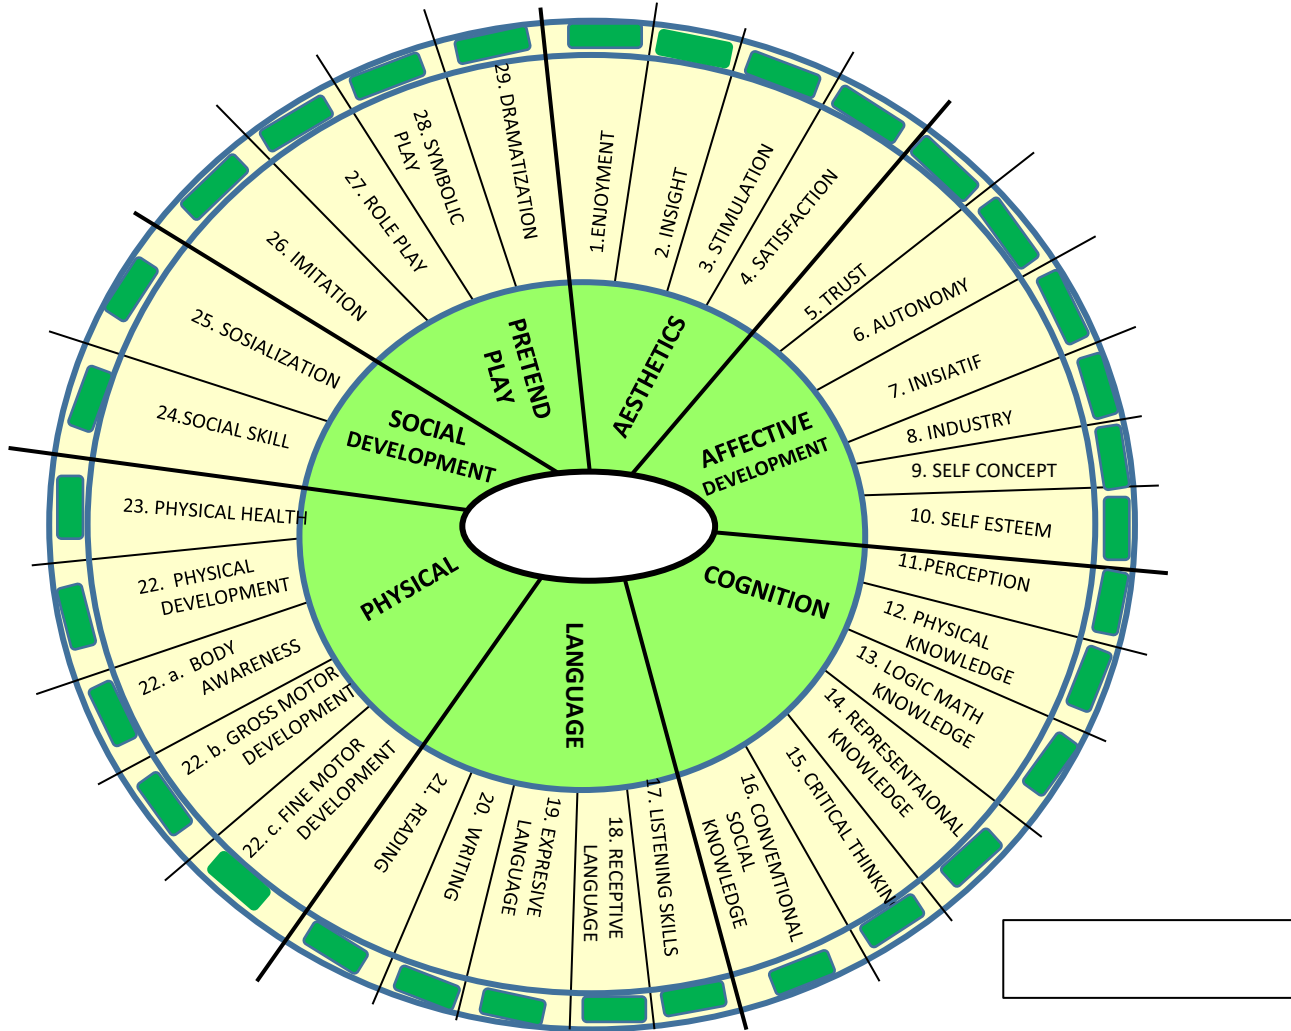 AESTHETICS
1.ENJOYMENT
2. INSIGHT
3. STIMULATION
4. SATISFACTION
AFFECTIVE
DEVELOPMENT
5. TRUST
6. AUTONOMY
7. INISIATIF
8. INDUSTRY
9. SELF CONCEPT
10. SELF ESTEEM
COGNITION
11.PERCEPTION
12. PHYSICAL
KNOWLEDGE
13. LOGIC MATH
KNOWLEDGE
14. REPRESENTAIONAL
KNOWLEDGE
15. CRITICAL THINKIN
16. CONVEMTIONAL
SOCIAL
KNOWLEDGE
LANGUAGE
17. LISTENING SKILLS
18. RECEPTIVE
LANGUAGE
19. EXPRESIVE
LANGUAGE
20. WRITING
21. READING
PHYSICAL
22. c. FINE MOTOR
DEVELOPMENT
22. b. GROSS MOTOR
DEVELOPMENT
22. a. BODY
AWARENESS
22. PHYSICAL
DEVELOPMENT
23. PHYSICAL HEALTH
SOCIAL
DEVELOPMENT
24.SOCIAL SKILL
25. SOSIALIZATION
PRETEND
PLAY
26. IMITATION
27. ROLE PLAY
28. SYMBOLIC
PLAY
29. DRAMATIZATION